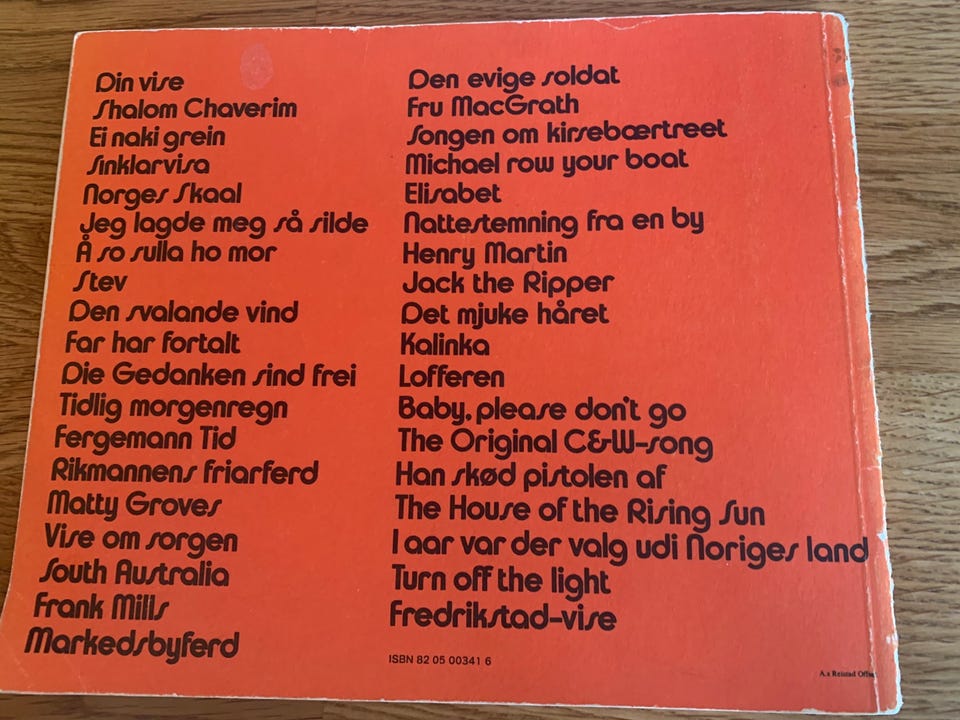 Din vise
Shalom Chaverim
Ei naki grein
Sinklarvisa
Norges Skaal
Jeg lagde meg så silde
Å so sulla ho mor
Stev
Den svalande vind
Far har fortalt
Die Gedanken sind frei
Tidlig morgenregn
Fergemann Tid
Rikmannens friarferd
Matty Groves
Vise om sorgen
South Australia
Frank Mills
Markedsbyferd
Den evige soldat
Fru MacGrath
Songen om kirsebærtreet
Michael row your boat
Elisabet
Nattestemning fra en by
Henry Martin
Jack the Ripper
Det mjuke håret
Kalinka
Lofferen
Baby, please don't go
The Original C&W-song
Han skød pistolen af
The House of the Rising Sun
I aar var der valg udi Noriges land
Turn off the light
Fredrikstad-vise
ISBN 82 05 00341 6
A.s Reistad